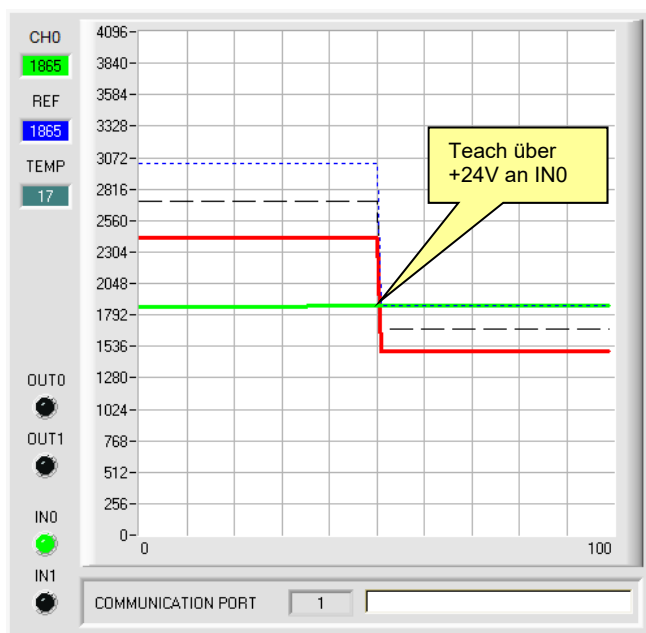 CH0
1865
REF
1865
TEMP
17
4096
3840
3584
3328
3072
2816
2560
2304
2048
1792
1536
1280
1024
768
512
256
0
0
100
Teach über
+24V an IN0
OUT0
OUT1
IN0
IN1
COMMUNICATION PORT 1